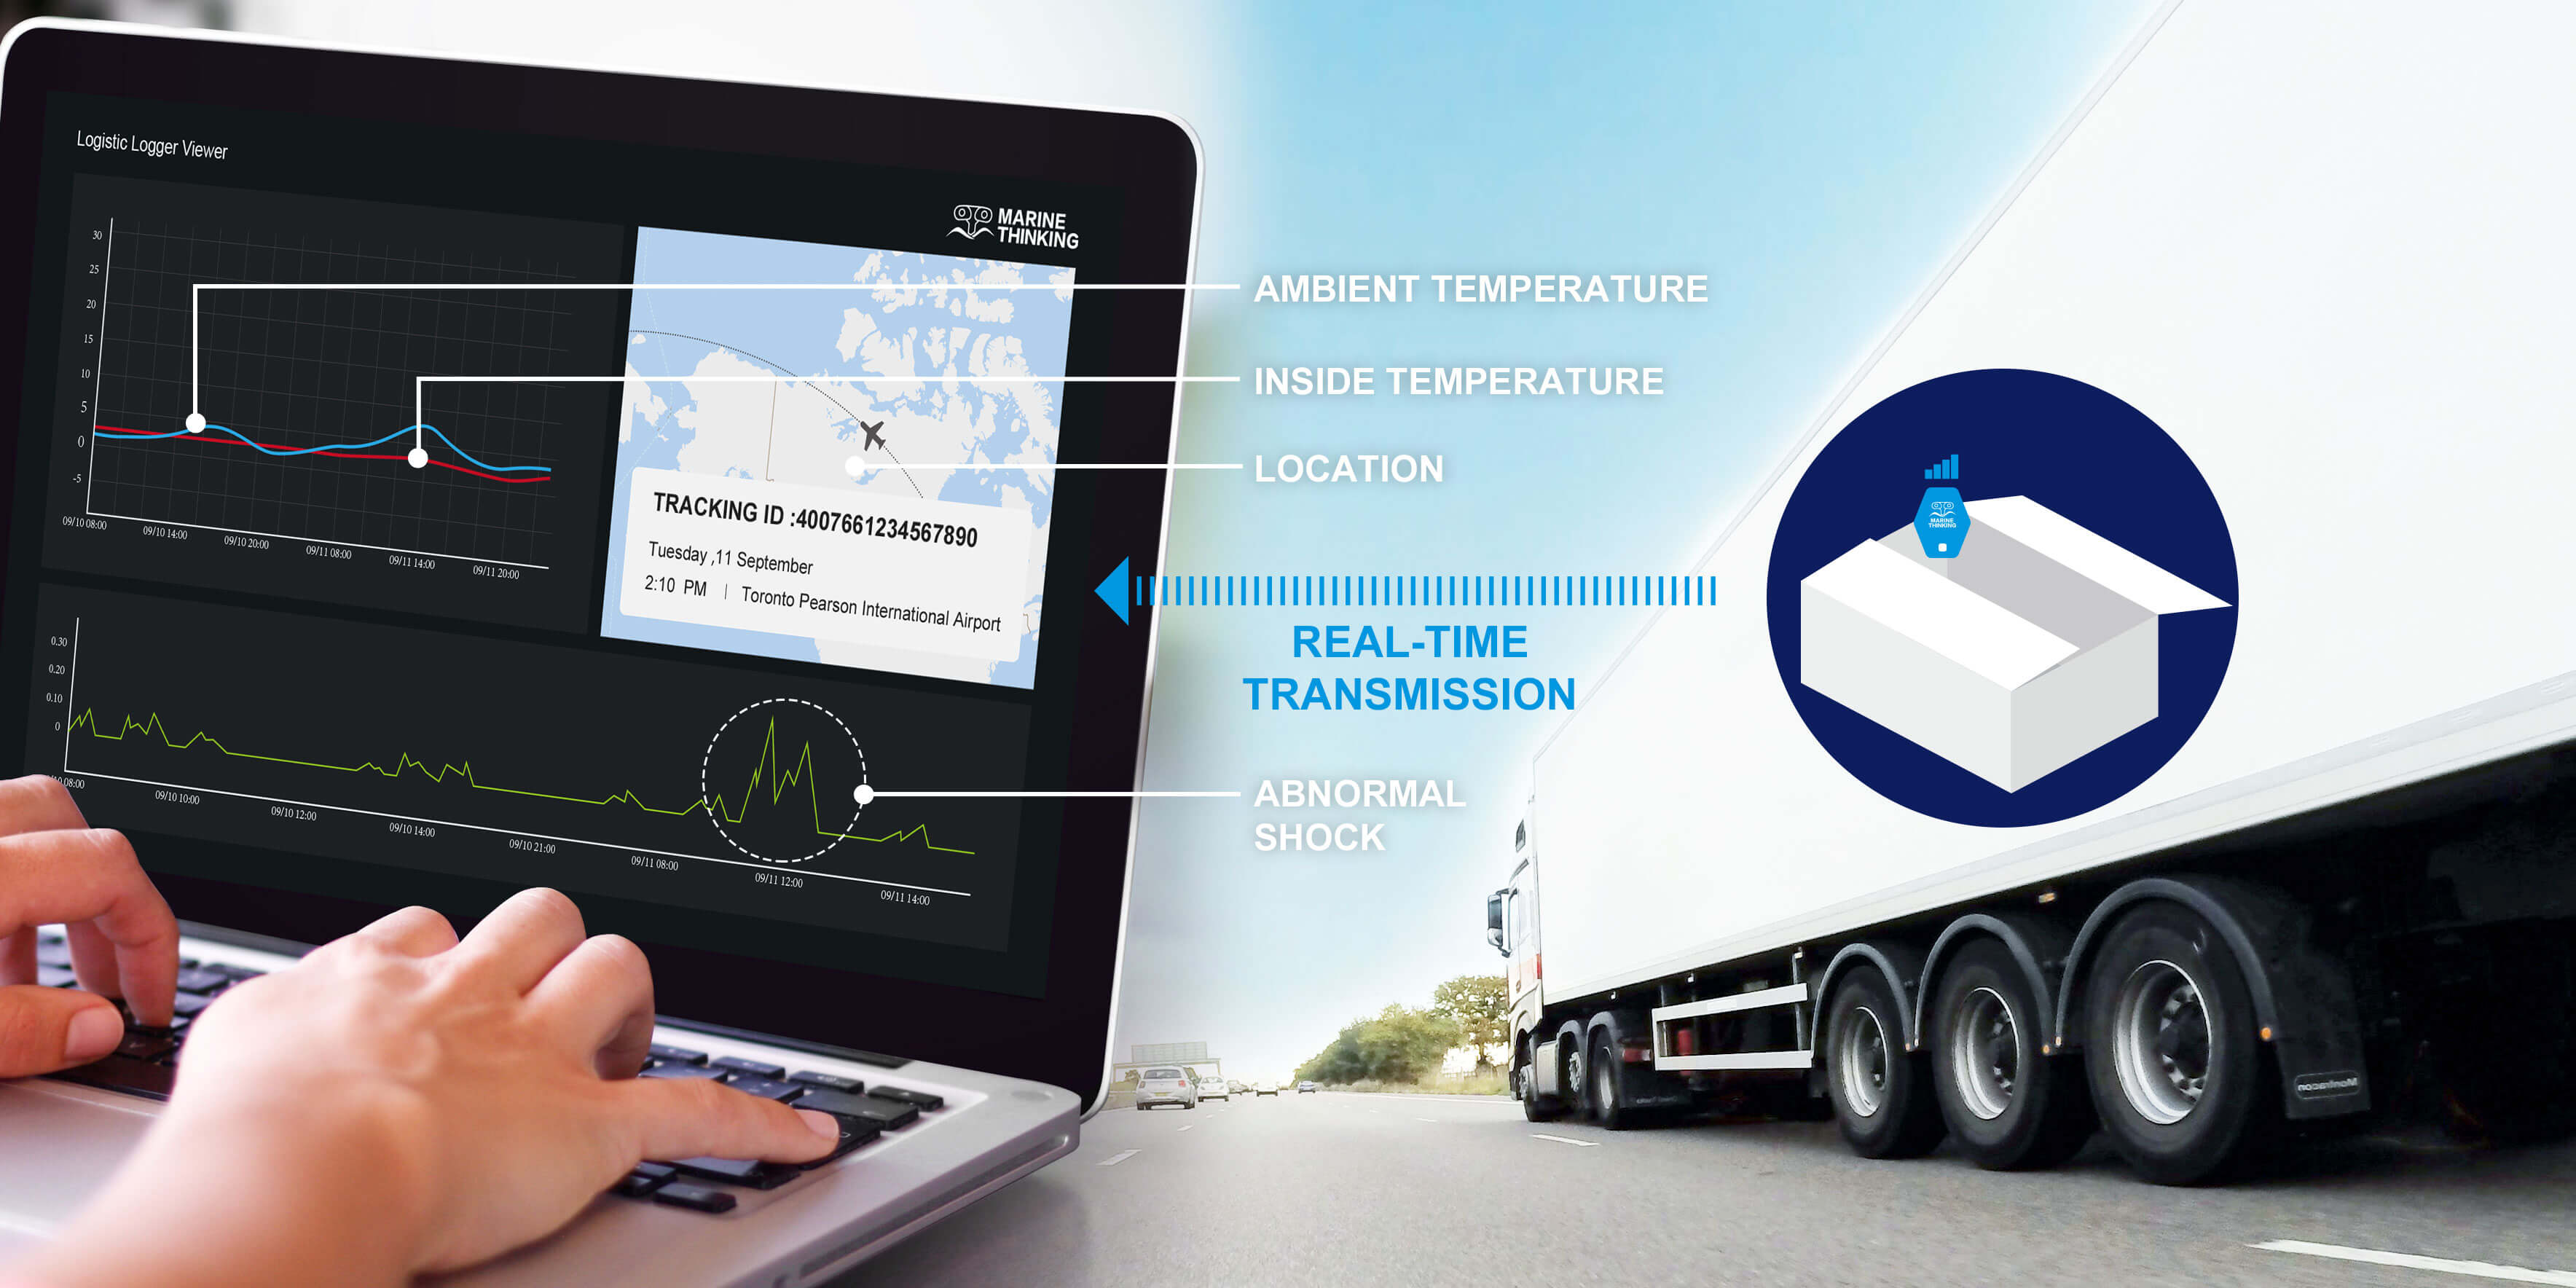 Logistic Logger Viewer
MARINE
THINKING
30
25
20
15
10
5
0
-5
09/10 08:00
09/10 14:00
09/10 20:00
09/11 08:00
09/11 14:00
09/11 20:00
TRACKING ID :4007661234567890
Tuesday ,11 September
2:10 PM | Toronto Pearson International Airport
0.30
0.20
0.10
0
/10 08:00
09/10 10:00
09/10 12:00
09/10 14:00
09/10 21:00
09/11 08:00
09/11 12:00
09/11 14:00
AMBIENT TEMPERATURE
INSIDE TEMPERATURE
LOCATION
REAL-TIME
TRANSMISSION
ABNORMAL
SHOCK
MARINE
THINKING